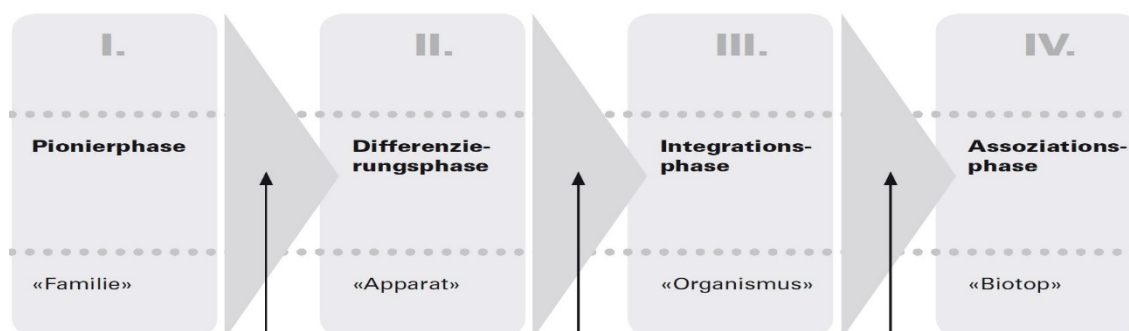 I.
II.
III.
IV.
Pionierphase
Differenzie-
rungsphase
Integrations-
phase
Assoziations-
phase
«Familie»
«Apparat»
«Organismus»
«Biotop»